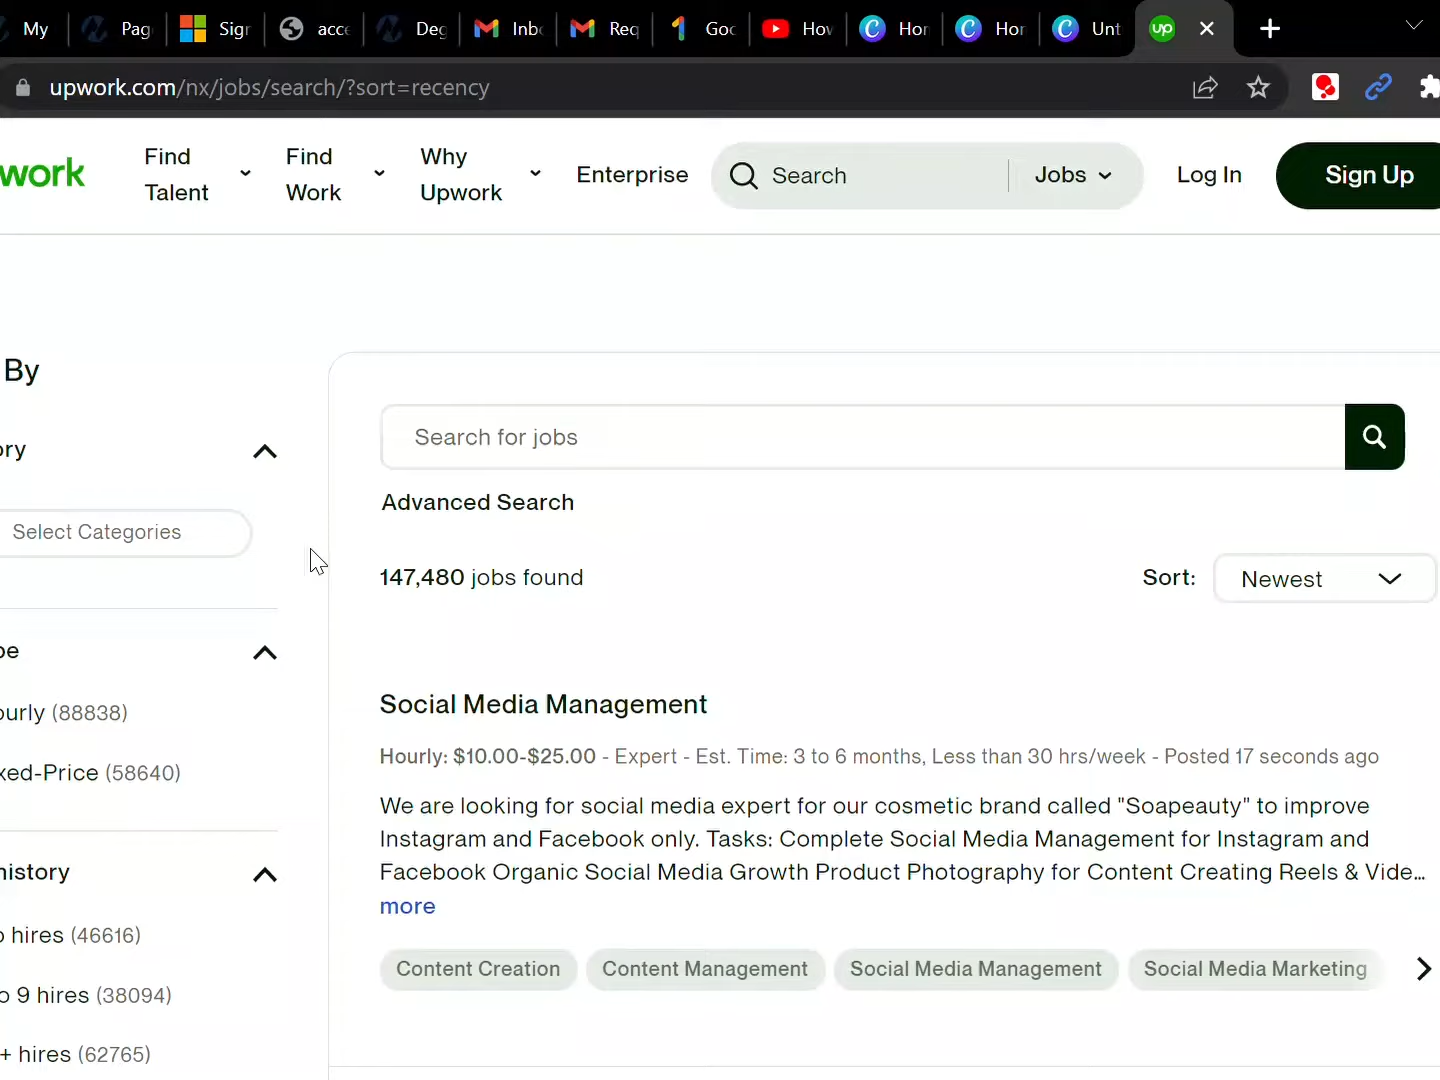 My
Pag
Sigr
acce
Deg
Inbo
Req
Goc
Hov
Hor
Hor
Unt
up
upwork.com/nx/jobs/search/?sort=recency
work
Find Talent
Find Work
Why Upwork
Enterprise
Search
Jobs
Log In
Sign Up
By
ory
Select Categories
pe
ourly (88838)
xed-Price (58640)
history
o hires (46616)
o 9 hires (38094)
+ hires (62765)
Search for jobs
Advanced Search
147,480 jobs found
Sort: Newest
Social Media Management
Hourly: $10.00-$25.00 - Expert - Est. Time: 3 to 6 months, Less than 30 hrs/week - Posted 17 seconds ago
We are looking for social media expert for our cosmetic brand called "Soapeauty" to improve
Instagram and Facebook only. Tasks: Complete Social Media Management for Instagram and
Facebook Organic Social Media Growth Product Photography for Content Creating Reels & Vide...
more
Content Creation
Content Management
Social Media Management
Social Media Marketing